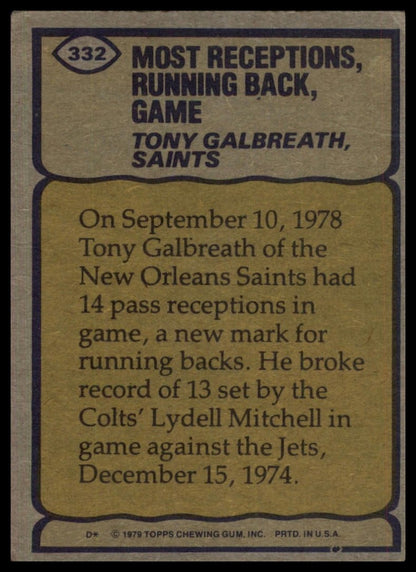 332
MOST RECEPTIONS,
RUNNING BACK,
GAME
TONY GALBREATH,
SAINTS
On September 10, 1978
Tony Galbreath of the
New Orleans Saints had
14 pass receptions in
game, a new mark for
running backs. He broke
record of 13 set by the
Colts' Lydell Mitchell in
game against the Jets,
December 15, 1974.
D* © 1979 TOPPS CHEWING GUM, INC. PRTD. IN U.S.A.